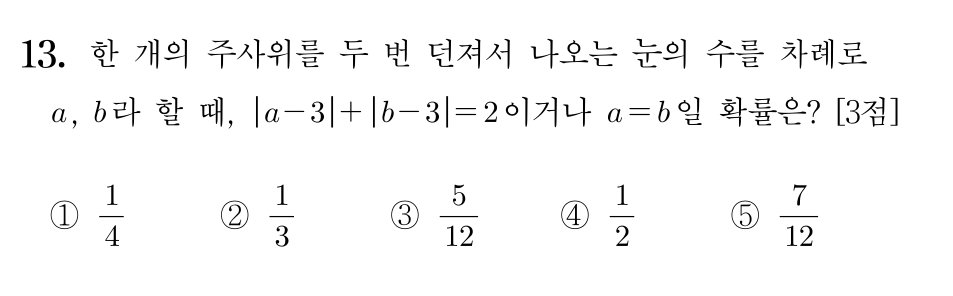 13. 한 개의 주사위를 두 번 던져서 나오는 눈의 수를 차례로
a, b라 할 때, |a-3|+|b-3|=2이거나 a=b일 확률은? [3점]
① 1/4 ② 1/3 ③ 5/12 ④ 1/2 ⑤ 7/12